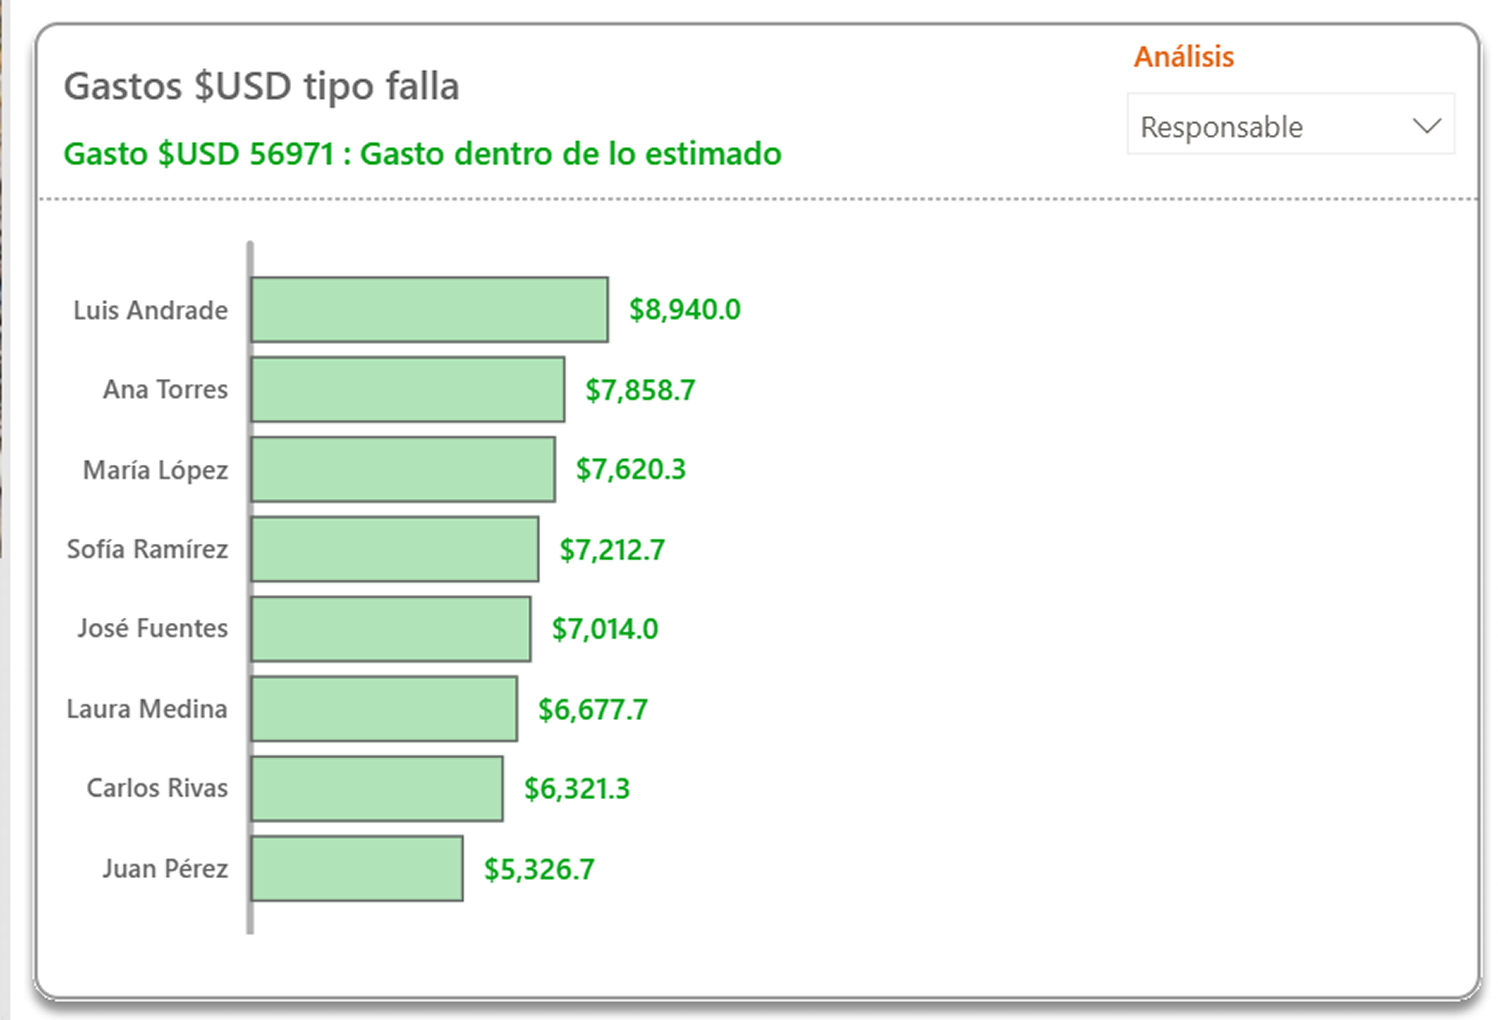 Análisis
Gastos $USD tipo falla
Responsable
Gasto $USD 56971 : Gasto dentro de lo estimado
Luis Andrade $8,940.0
Ana Torres $7,858.7
María López $7,620.3
Sofía Ramírez $7,212.7
José Fuentes $7,014.0
Laura Medina $6,677.7
Carlos Rivas $6,321.3
Juan Pérez $5,326.7